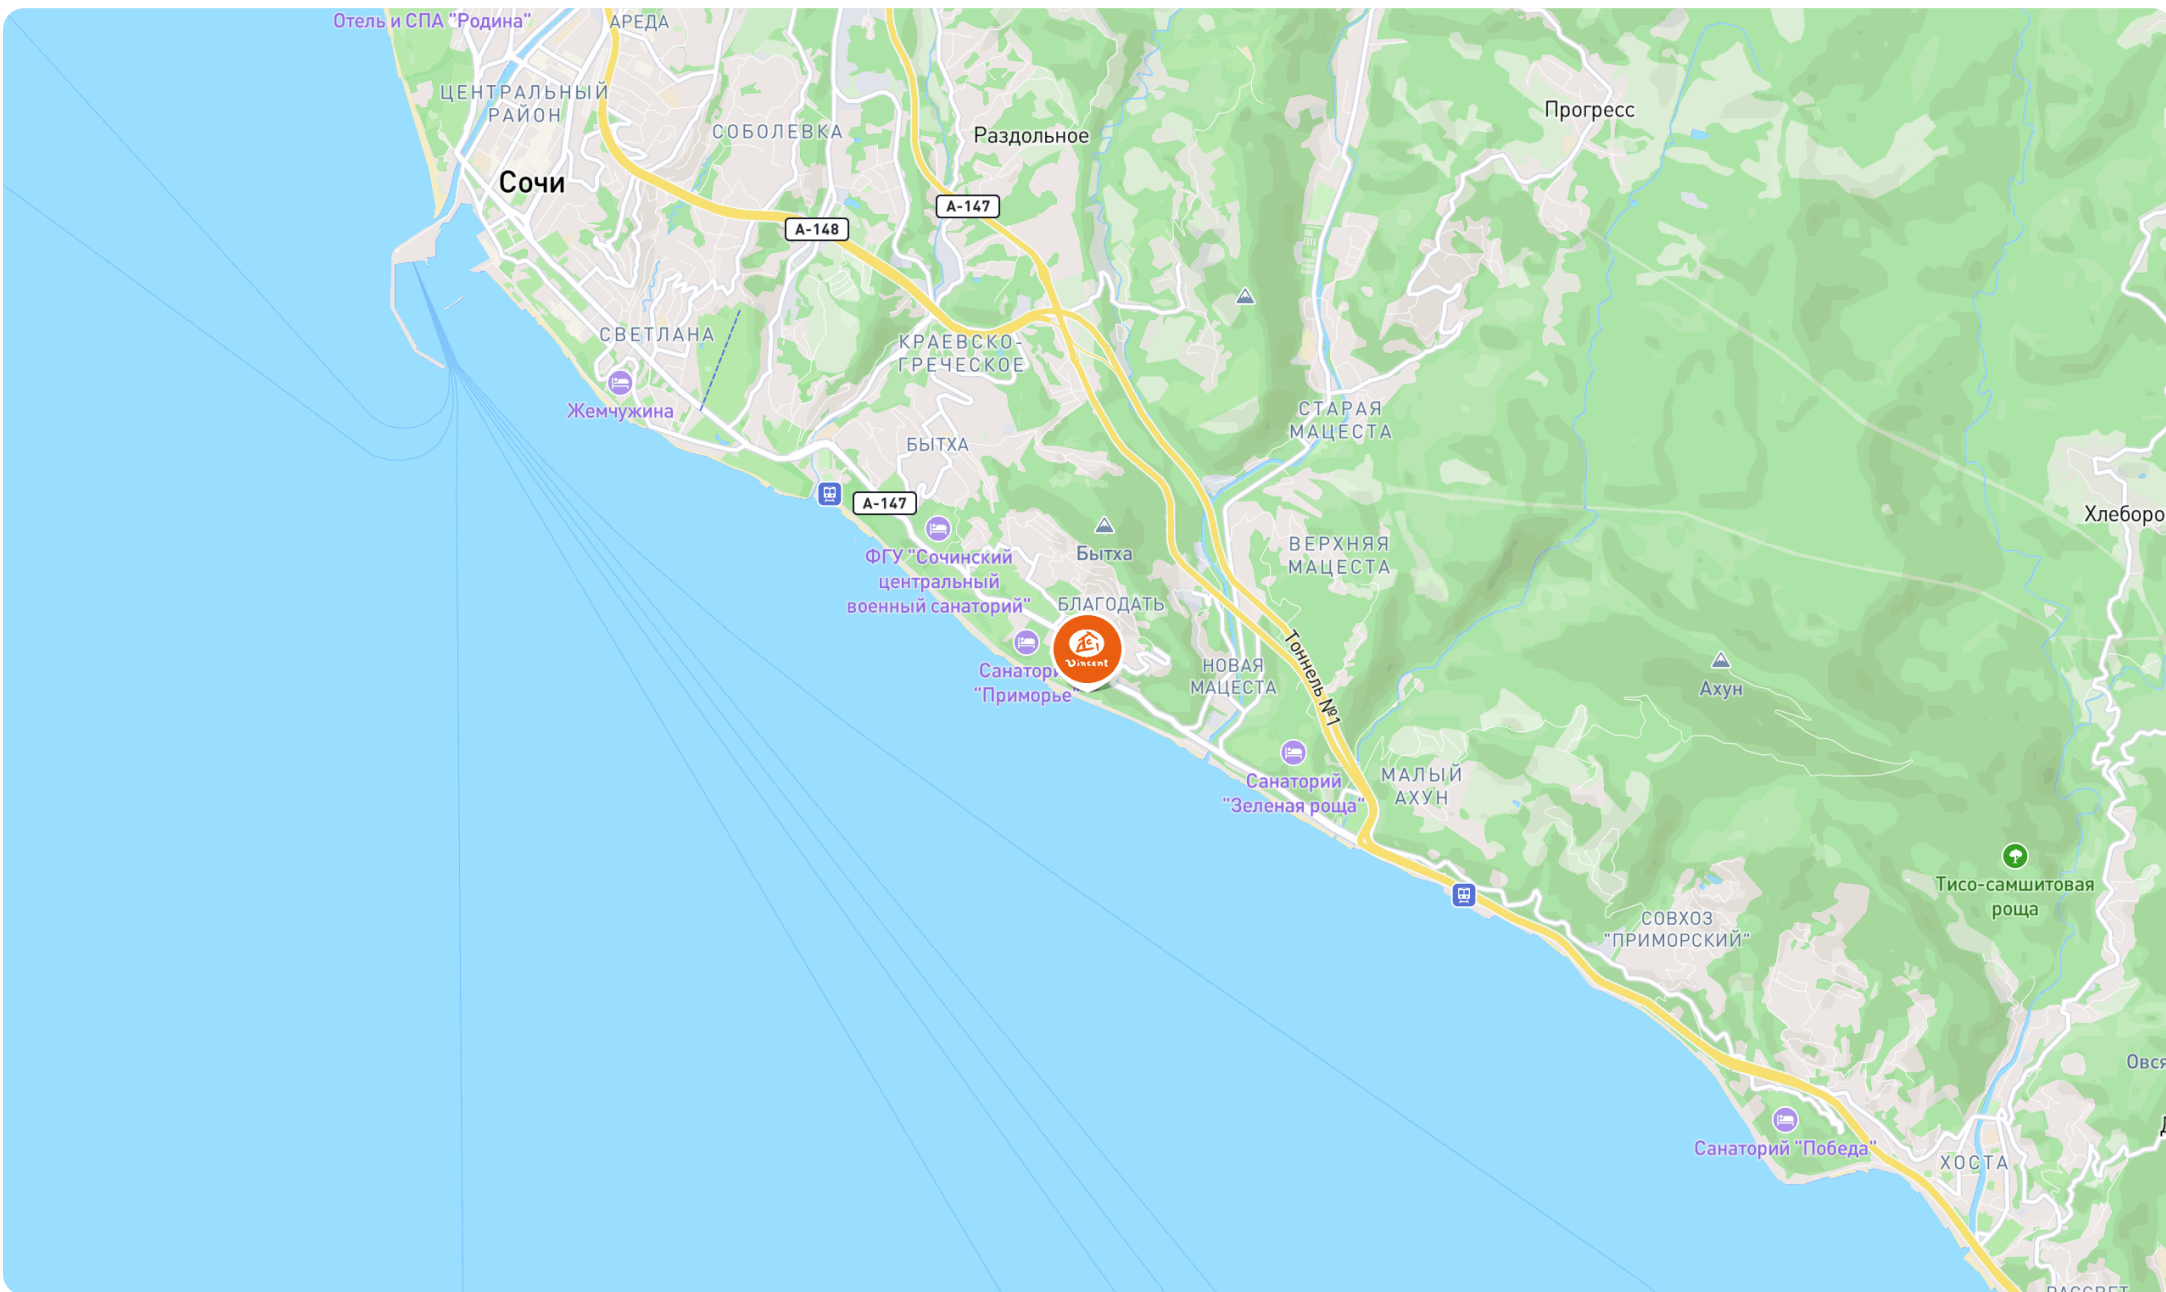 Отель и СПА "Родина"
АРЕДА
ЦЕНТРАЛЬНЫЙ
РАЙОН
СОБОЛЕВКА
Раздольное
Прогресс
Сочи
А-147
А-148
СВЕТЛАНА
КРАЕВСКО-
ГРЕЧЕСКОЕ
Жемчужина
СТАРАЯ
МАЦЕСТА
БЫТХА
А-147
Хлеборо
ФГУ "Сочинский
центральный
военный санаторий"
Бытха
ВЕРХНЯЯ
МАЦЕСТА
БЛАГОДАТЬ
Vincent
Санатори
"Приморье"
НОВАЯ
МАЦЕСТА
Тоннель №1
Ахун
Санаторий
"Зеленая роща"
МАЛЫЙ
АХУН
Тисо-самшитовая
роща
СОВХОЗ
"ПРИМОРСКИЙ"
Овся
Санаторий "Победа"
ХОСТА
РАССВЕТ